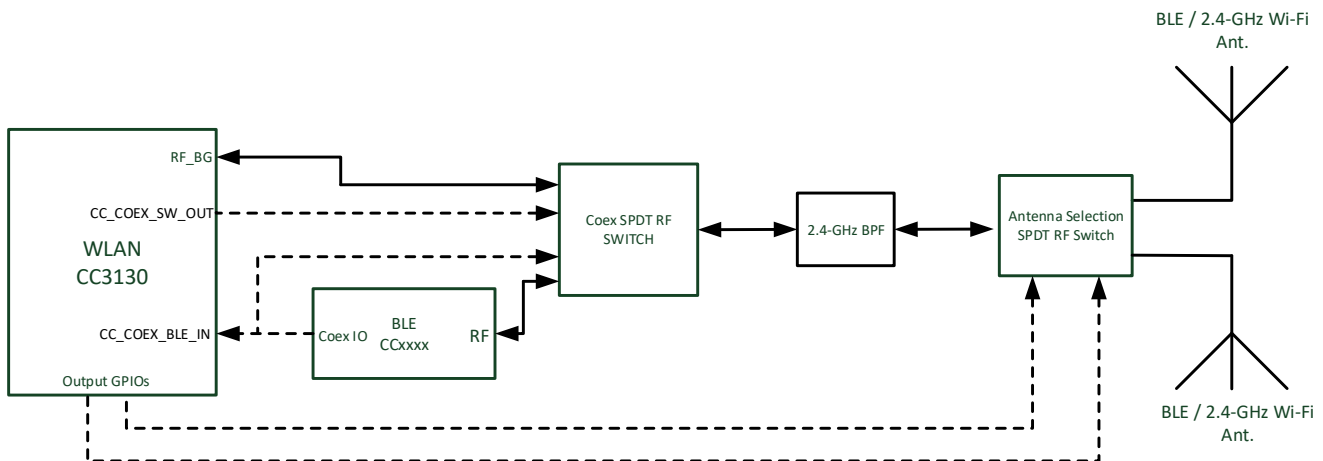 BLE / 2.4-GHz Wi-Fi
Ant.
RF_BG
CC_COEX_SW_OUT
WLAN
CC3130
CC_COEX_BLE_IN
Output GPIOs
Coex IO
BLE
CCxxxx
RF
Coex SPDT RF
SWITCH
2.4-GHz BPF
Antenna Selection
SPDT RF Switch
BLE / 2.4-GHz Wi-Fi
Ant.